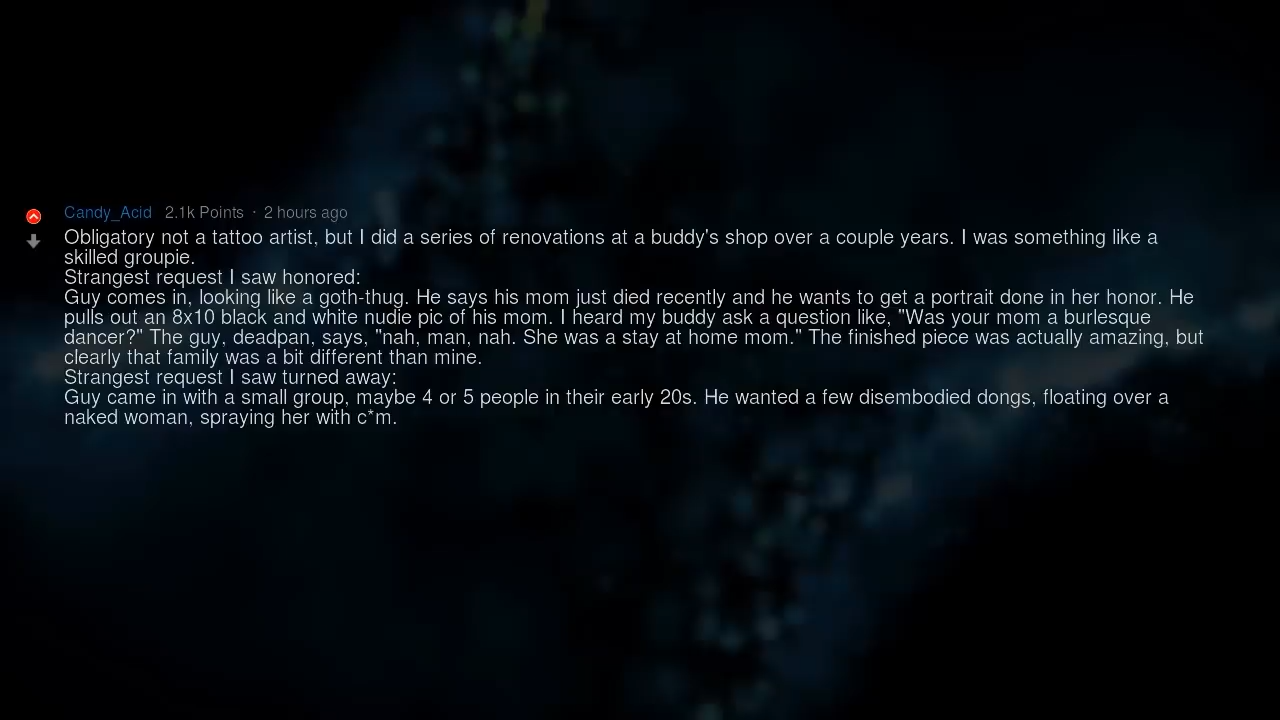 Candy_Acid 2.1k Points · 2 hours ago
Obligatory not a tattoo artist, but I did a series of renovations at a buddy's shop over a couple years. I was something like a
skilled groupie.
Strangest request I saw honored:
Guy comes in, looking like a goth-thug. He says his mom just died recently and he wants to get a portrait done in her honor. He
pulls out an 8x10 black and white nudie pic of his mom. I heard my buddy ask a question like, "Was your mom a burlesque
dancer?" The guy, deadpan, says, "nah, man, nah. She was a stay at home mom." The finished piece was actually amazing, but
clearly that family was a bit different than mine.
Strangest request I saw turned away:
Guy came in with a small group, maybe 4 or 5 people in their early 20s. He wanted a few disembodied dongs, floating over a
naked woman, spraying her with c*m.